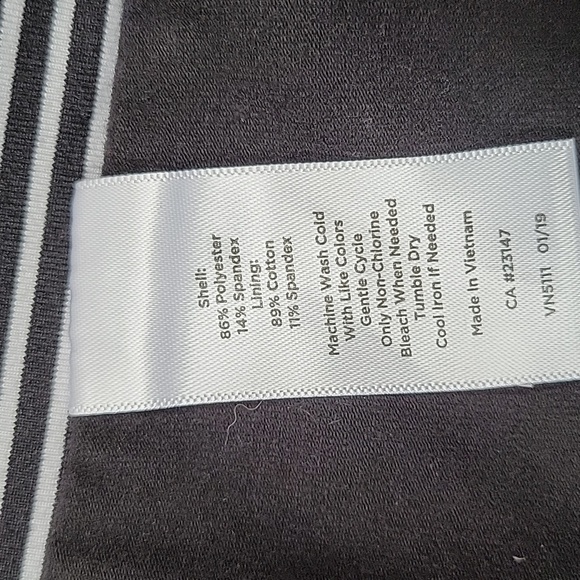 Shell:
86% Polyester
14% Spandex
Lining:
89% Cotton
11% Spandex
Machine Wash Cold
With Like Colors
Gentle Cycle
Only Non-Chlorine
Bleach When Needed
Tumble Dry
Cool Iron If Needed
Made In Vietnam
CA #23147
VN5111 01/19